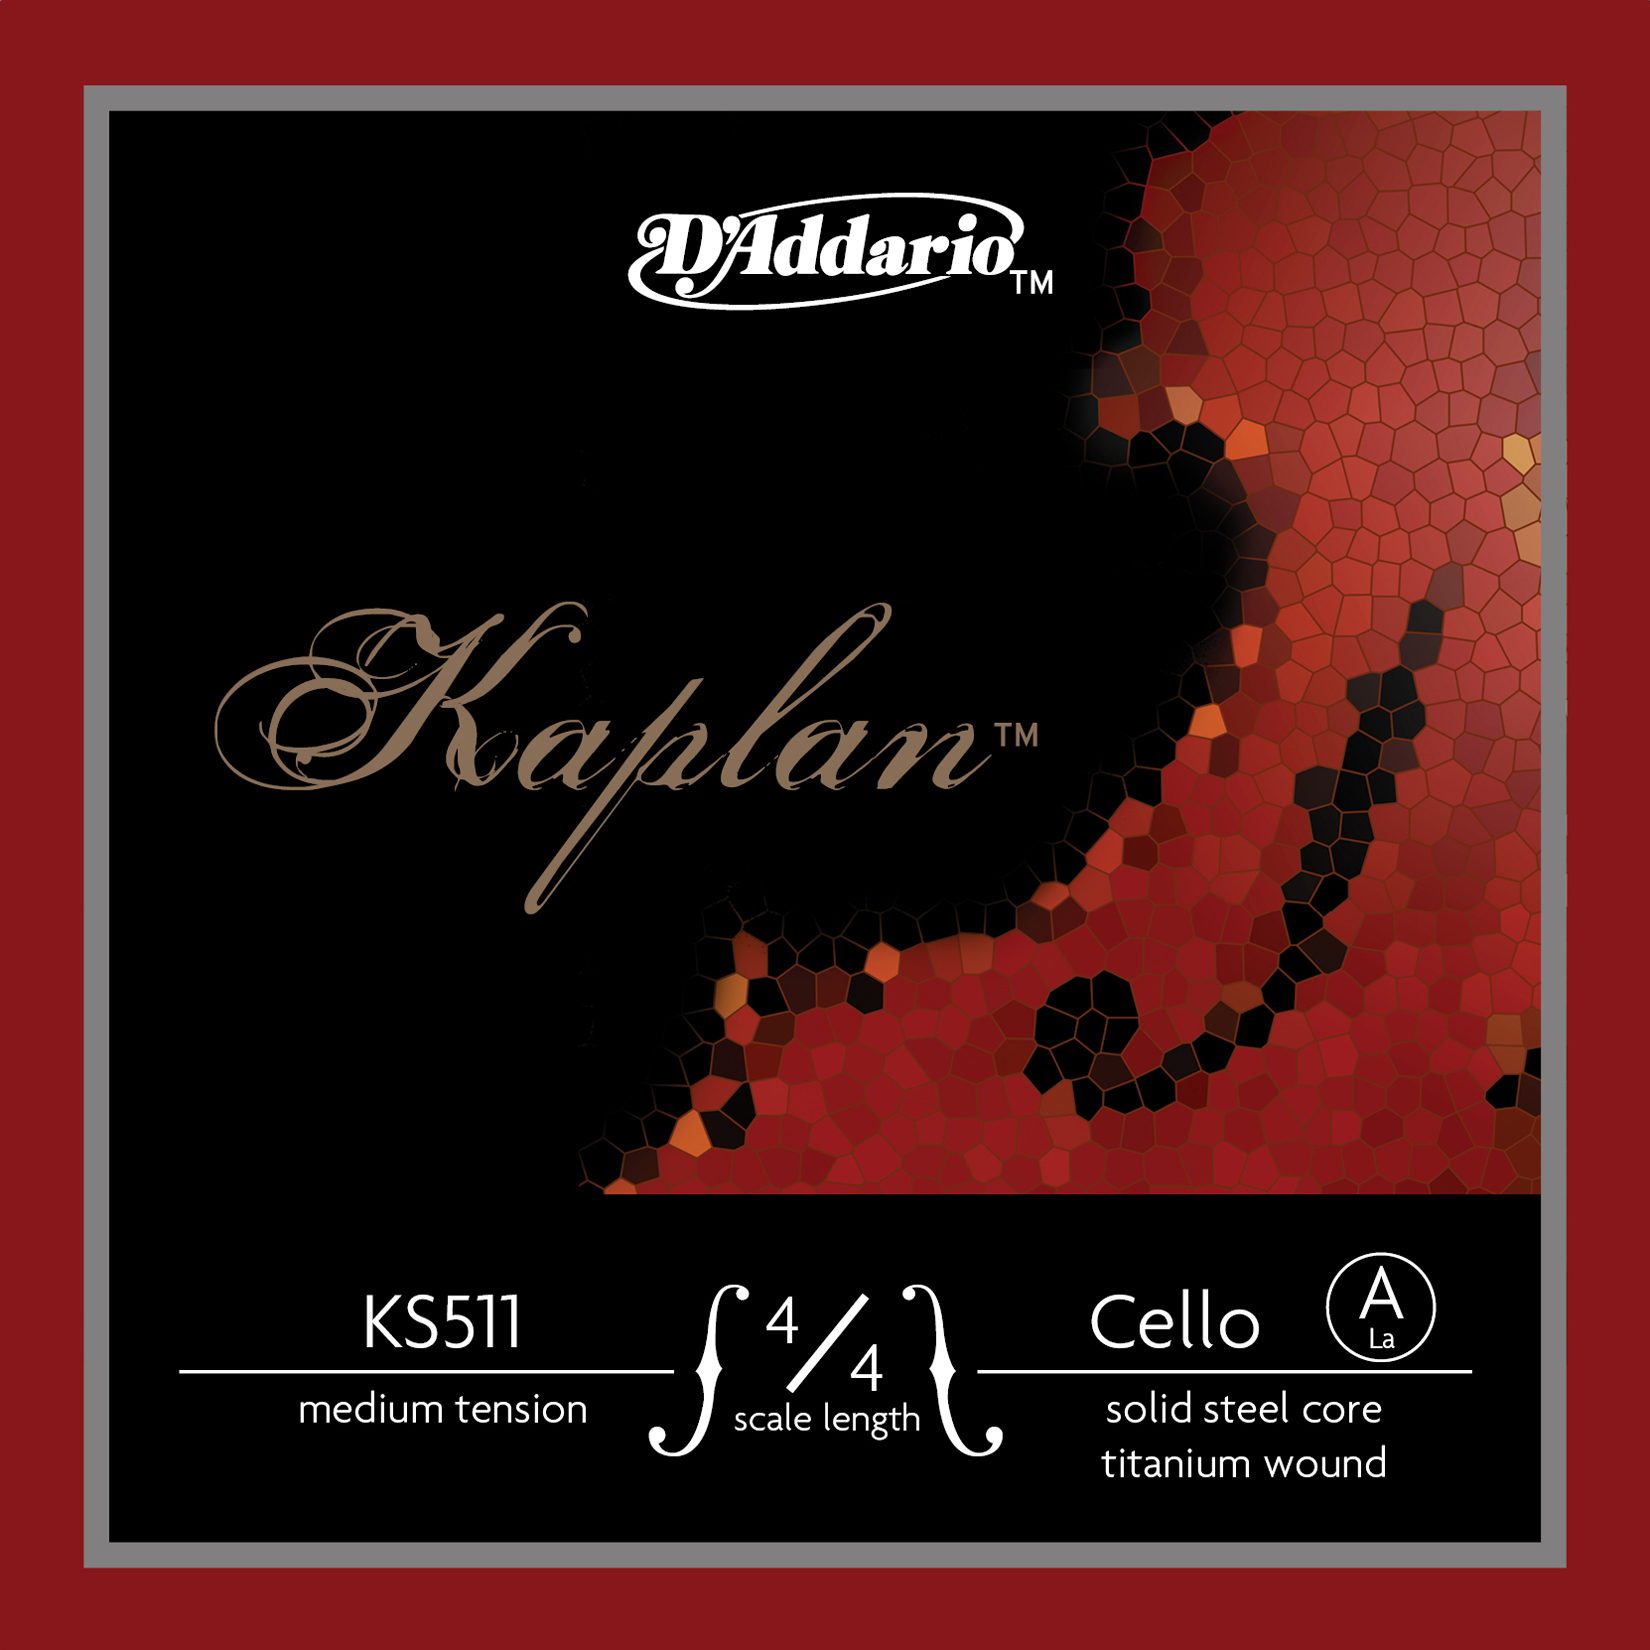 D'Addario™
Kaplan™
KS511
medium tension
4/4
scale length
Cello
A
La
solid steel core
titanium wound